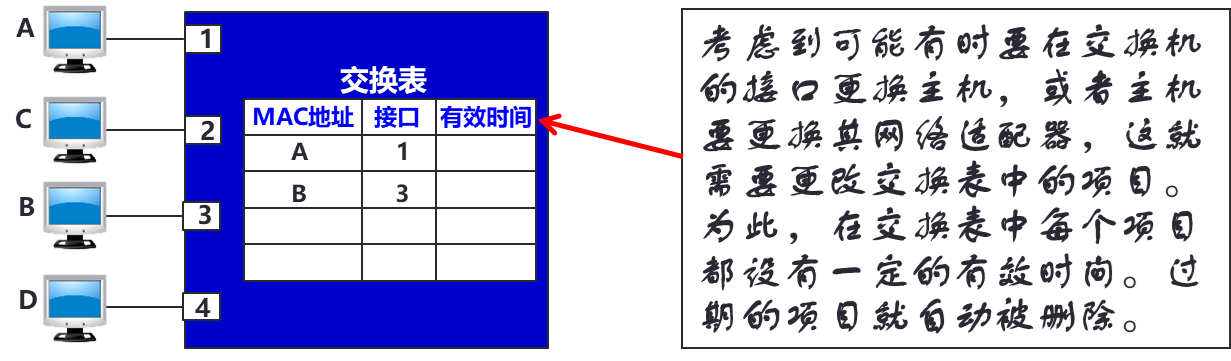 A
1
C
2
B
3
D
4
交换表
MAC地址 接口 有效时间
A 1
B 3
考虑到可能有时要在交换机
的接口更换主机，或者主机
要更换其网络适配器，这就
需要更改交换表中的项目。
为此，在交换表中每个项目
都设有一定的有效时间。过
期的项目就自动被删除。